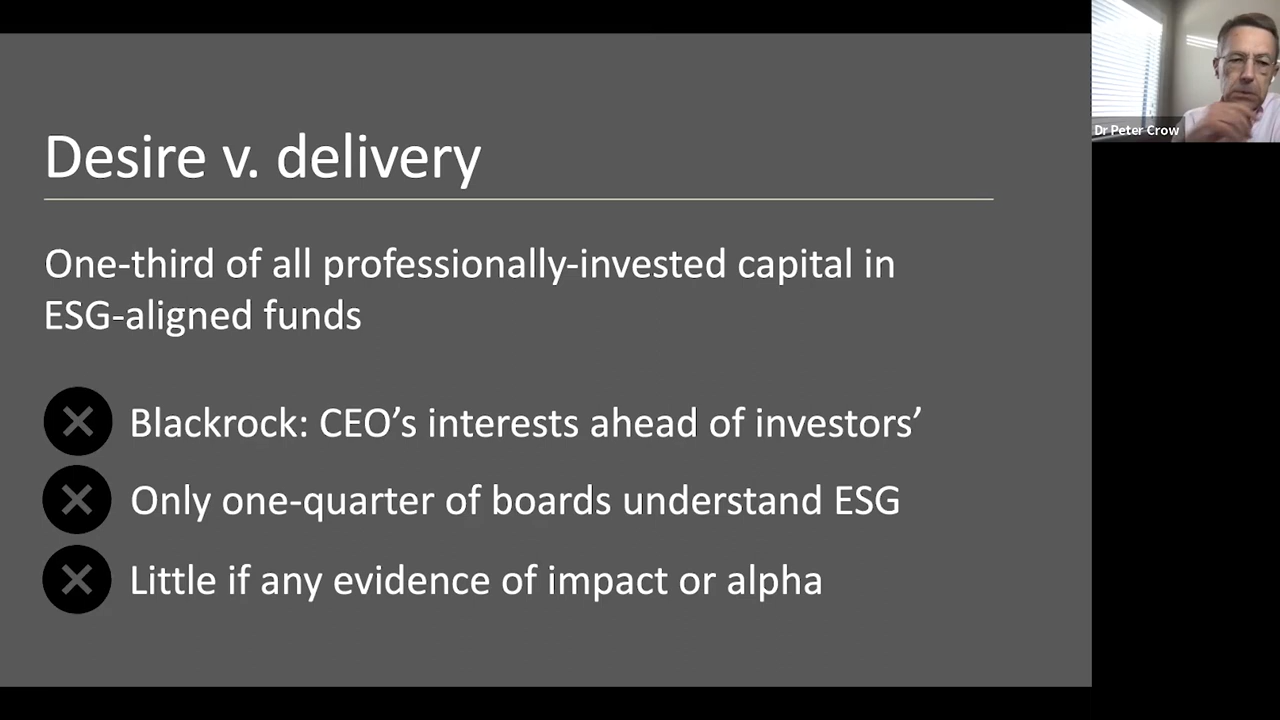 Desire v. delivery
One-third of all professionally-invested capital in
ESG-aligned funds
Blackrock: CEO’s interests ahead of investors’
Only one-quarter of boards understand ESG
Little if any evidence of impact or alpha
Dr Peter Crow